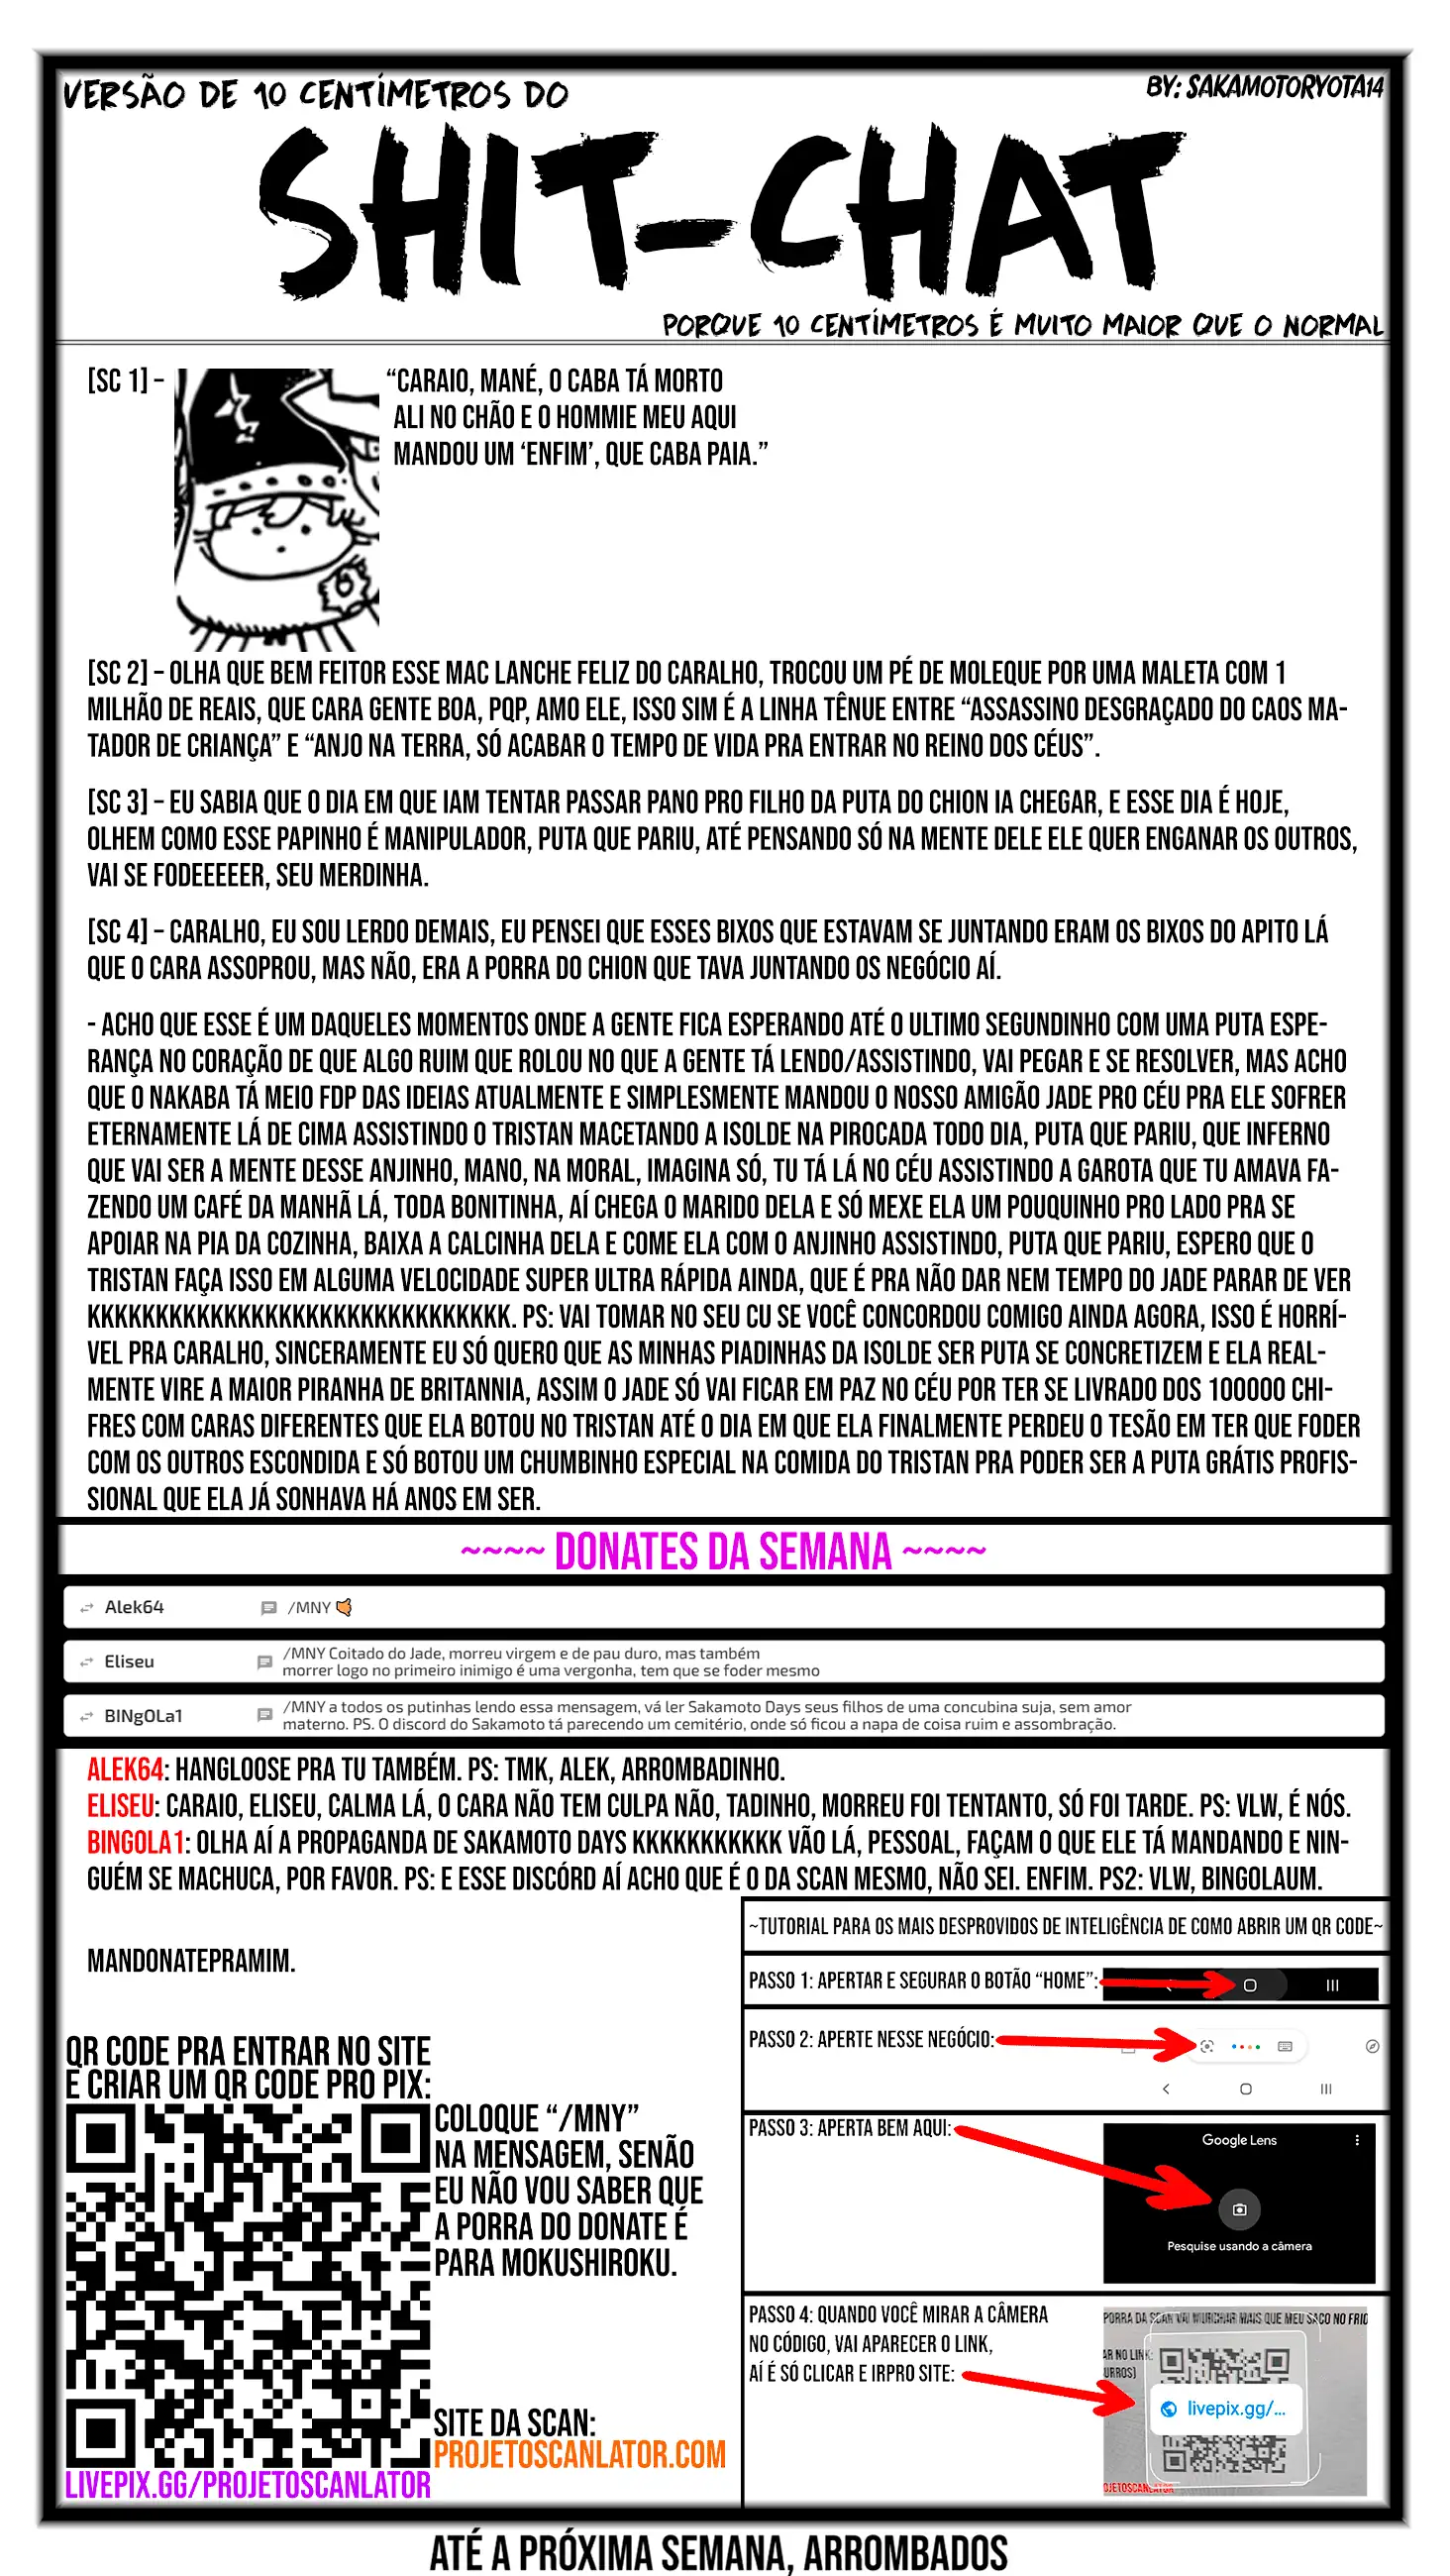 VERSÃO DE 10 CENTÍMETROS DO
BY: SAKAMOTORYOTA14
SHIT-CHAT
PORQUE 10 CENTÍMETROS É MUITO MAIOR QUE O NORMAL
[SC 1] – “CARAIO, MANÉ, O CABA TÁ MORTO
ALI NO CHÃO E O HOMMIE MEU AQUI
MANDOU UM ‘ENFIM’, QUE CABA PAIA.”
[SC 2] – OLHA QUE BEM FEITOR ESSE MAC LANCHE FELIZ DO CARALHO, TROCOU UM PÉ DE MOLEQUE POR UMA MALETA COM 1
MILHÃO DE REAIS, QUE CARA GENTE BOA, PQP, AMO ELE, ISSO SIM É A LINHA TÊNUE ENTRE “ASSASSINO DESGRAÇADO DO CAOS MA-
TADOR DE CRIANÇA” E “ANJO NA TERRA, SÓ ACABAR O TEMPO DE VIDA PRA ENTRAR NO REINO DOS CÉUS”.
[SC 3] – EU SABIA QUE O DIA EM QUE IAM TENTAR PASSAR PANO PRO FILHO DA PUTA DO CHION IA CHEGAR, E ESSE DIA É HOJE,
OLHEM COMO ESSE PAPINHO É MANIPULADOR, PUTA QUE PARIU, ATÉ PENSANDO SÓ NA MENTE DELE ELE QUER ENGANAR OS OUTROS,
VAI SE FODEEEEER, SEU MERDINHA.
[SC 4] – CARALHO, EU SOU LERDO DEMAIS, EU PENSEI QUE ESSES BIXOS QUE ESTAVAM SE JUNTANDO ERAM OS BIXOS DO APITO LÁ
QUE O CARA ASSOPROU, MAS NÃO, ERA A PORRA DO CHION QUE TAVA JUNTANDO OS NEGÓCIO AÍ.
- ACHO QUE ESSE É UM DAQUELES MOMENTOS ONDE A GENTE FICA ESPERANDO ATÉ O ULTIMO SEGUNDINHO COM UMA PUTA ESPE-
RANÇA NO CORAÇÃO DE QUE ALGO RUIM QUE ROLOU NO QUE A GENTE TÁ LENDO/ASSISTINDO, VAI PEGAR E SE RESOLVER, MAS ACHO
QUE O NAKABA TÁ MEIO FDP DAS IDEIAS ATUALMENTE E SIMPLESMENTE MANDOU O NOSSO AMIGÃO JADE PRO CÉU PRA ELE SOFRER
ETERNAMENTE LÁ DE CIMA ASSISTINDO O TRISTAN MACETANDO A ISOLDE NA PIROCADA TODO DIA, PUTA QUE PARIU, QUE INFERNO
QUE VAI SER A MENTE DESSE ANJINHO, MANO, NA MORAL, IMAGINA SÓ, TU TÁ LÁ NO CÉU ASSISTINDO A GAROTA QUE TU AMAVA FA-
ZENDO UM CAFÉ DA MANHÃ LÁ, TODA BONITINHA, AÍ CHEGA O MARIDO DELA E SÓ MEXE ELA UM POUQUINHO PRO LADO PRA SE
APOIAR NA PIA DA COZINHA, BAIXA A CALCINHA DELA E COME ELA COM O ANJINHO ASSISTINDO, PUTA QUE PARIU, ESPERO QUE O
TRISTAN FAÇA ISSO EM ALGUMA VELOCIDADE SUPER ULTRA RÁPIDA AINDA, QUE É PRA NÃO DAR NEM TEMPO DO JADE PARAR DE VER
KKKKKKKKKKKKKKKKKKKKKKKKKKKKKKK. PS: VAI TOMAR NO SEU CU SE VOCÊ CONCORDOU COMIGO AINDA AGORA, ISSO É HORRÍ-
VEL PRA CARALHO, SINCERAMENTE EU SÓ QUERO QUE AS MINHAS PIADINHAS DA ISOLDE SER PUTA SE CONCRETIZEM E ELA REAL-
MENTE VIRE A MAIOR PIRANHA DE BRITANNIA, ASSIM O JADE SÓ VAI FICAR EM PAZ NO CÉU POR TER SE LIVRADO DOS 100000 CHI-
FRES COM CARAS DIFERENTES QUE ELA BOTOU NO TRISTAN ATÉ O DIA EM QUE ELA FINALMENTE PERDEU O TESÃO EM TER QUE FODER
COM OS OUTROS ESCONDIDA E SÓ BOTOU UM CHUMBINHO ESPECIAL NA COMIDA DO TRISTAN PRA PODER SER A PUTA GRÁTIS PROFIS-
SIONAL QUE ELA JÁ SONHAVA HÁ ANOS EM SER.
~~~~ DONATES DA SEMANA ~~~~
Alek64 /MNY 🤙
Eliseu /MNY Coitado do Jade, morreu virgem e de pau duro, mas também
morrer logo no primeiro inimigo é uma vergonha, tem que se foder mesmo
BINgOLa1 /MNY a todos os putinhas lendo essa mensagem, vá ler Sakamoto Days seus filhos de uma concubina suja, sem amor
materno. PS. O discord do Sakamoto tá parecendo um cemitério, onde só ficou a napa de coisa ruim e assombração.
ALEK64: HANGLOOSE PRA TU TAMBÉM. PS: TMK, ALEK, ARROMBADINHO.
ELISEU: CARAIO, ELISEU, CALMA LÁ, O CARA NÃO TEM CULPA NÃO, TADINHO, MORREU FOI TENTANTO, SÓ FOI TARDE. PS: VLW, É NÓS.
BINGOLA1: OLHA AÍ A PROPAGANDA DE SAKAMOTO DAYS KKKKKKKKKKK VÃO LÁ, PESSOAL, FAÇAM O QUE ELE TÁ MANDANDO E NIN-
GUÉM SE MACHUCA, POR FAVOR. PS: E ESSE DISCÓRD AÍ ACHO QUE É O DA SCAN MESMO, NÃO SEI. ENFIM. PS2: VLW, BINGOLAUM.
MANDONATEPRAMIM.
QR CODE PRA ENTRAR NO SITE
E CRIAR UM QR CODE PRO PIX:
COLOQUE “/MNY”
NA MENSAGEM, SENÃO
EU NÃO VOU SABER QUE
A PORRA DO DONATE É
PARA MOKUSHIROKU.
SITE DA SCAN:
PROJETOSCANLATOR.COM
LIVEPIX.GG/PROJETOSCANLATOR
~TUTORIAL PARA OS MAIS DESPROVIDOS DE INTELIGÊNCIA DE COMO ABRIR UM QR CODE~
PASSO 1: APERTAR E SEGURAR O BOTÃO “HOME”:
PASSO 2: APERTE NESSE NEGÓCIO:
PASSO 3: APERTA BEM AQUI:
Google Lens
Pesquise usando a câmera
PASSO 4: QUANDO VOCÊ MIRAR A CÂMERA
NO CÓDIGO, VAI APARECER O LINK,
AÍ É SÓ CLICAR E IRPRO SITE:
PORRA DA SCAN VAI MURCHAR MAIS QUE MEU SACO NO FRIO
AR NO LINK:
URROS)
livepix.gg/...
OJETOSCANLATOR
ATÉ A PRÓXIMA SEMANA, ARROMBADOS